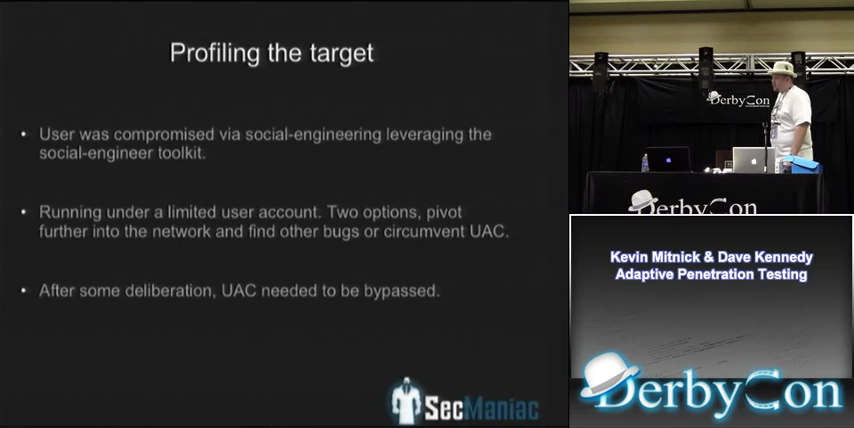 Profiling the target
• User was compromised via social-engineering leveraging the
social-engineer toolkit.
• Running under a limited user account. Two options, pivot
further into the network and find other bugs or circumvent UAC.
• After some deliberation, UAC needed to be bypassed.
SecManiac
DerbyCon
DerbyCon
Kevin Mitnick & Dave Kennedy
Adaptive Penetration Testing
DerbyCon